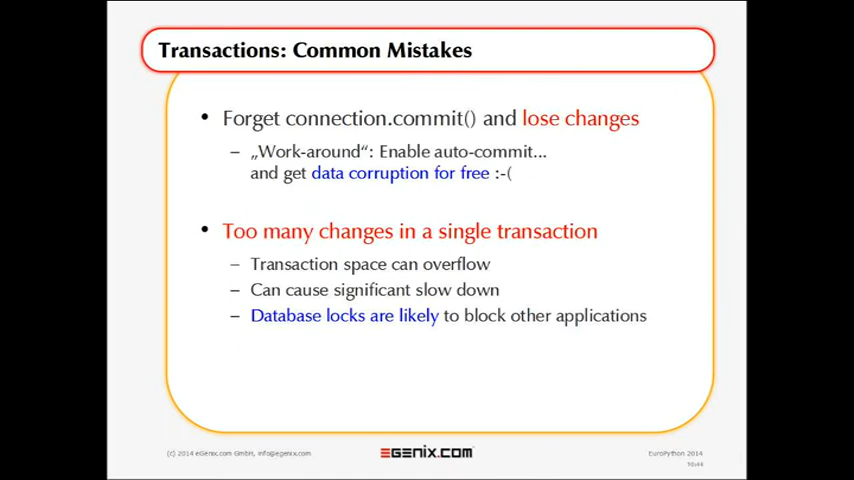 Transactions: Common Mistakes
• Forget connection.commit() and lose changes
– „Work-around“: Enable auto-commit...
and get data corruption for free :-(
• Too many changes in a single transaction
– Transaction space can overflow
– Can cause significant slow down
– Database locks are likely to block other applications
(c) 2014 eGenix.com GmbH, info@egenix.com
EGENIX.COM
EuroPython 2014
16:44